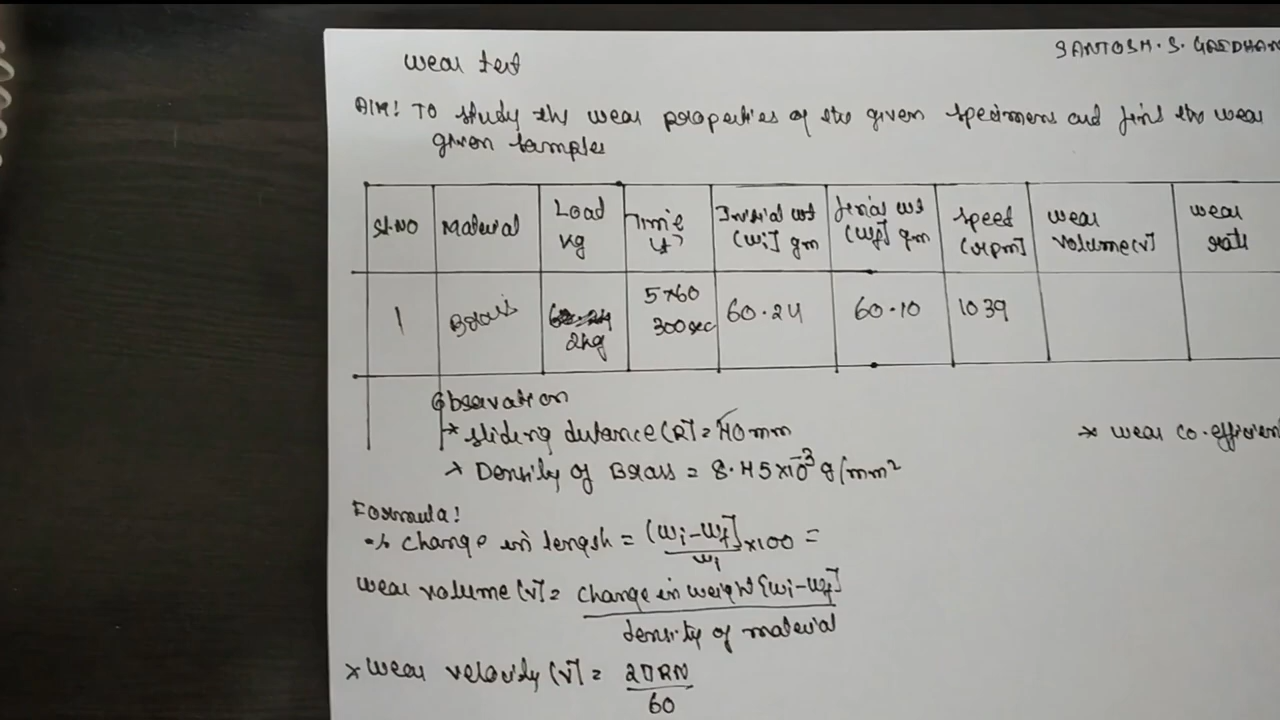 SANTOSH.S. GAEDHAN
wear test
AIM! To study the wear properties of the given specimens and find the wear
given samples
Sl.NO Material Load kg Time Initial wt (wi] gm final wt (wf] gm speed (rpm] wear volume(v] wear rate
1 Brass 2kg 5×60 300sec 60.24 60.10 1039
Observation
* sliding distance (R] = 40mm
* wear co-efficien
* Density of Brass = 8.45×10⁻³ g/mm²
Formula!
% change in length = (wi-wf]/wi ×100 =
wear volume [v] = change in weight [wi-wf]
density of material
* wear velocity [v] = 2πRN
60